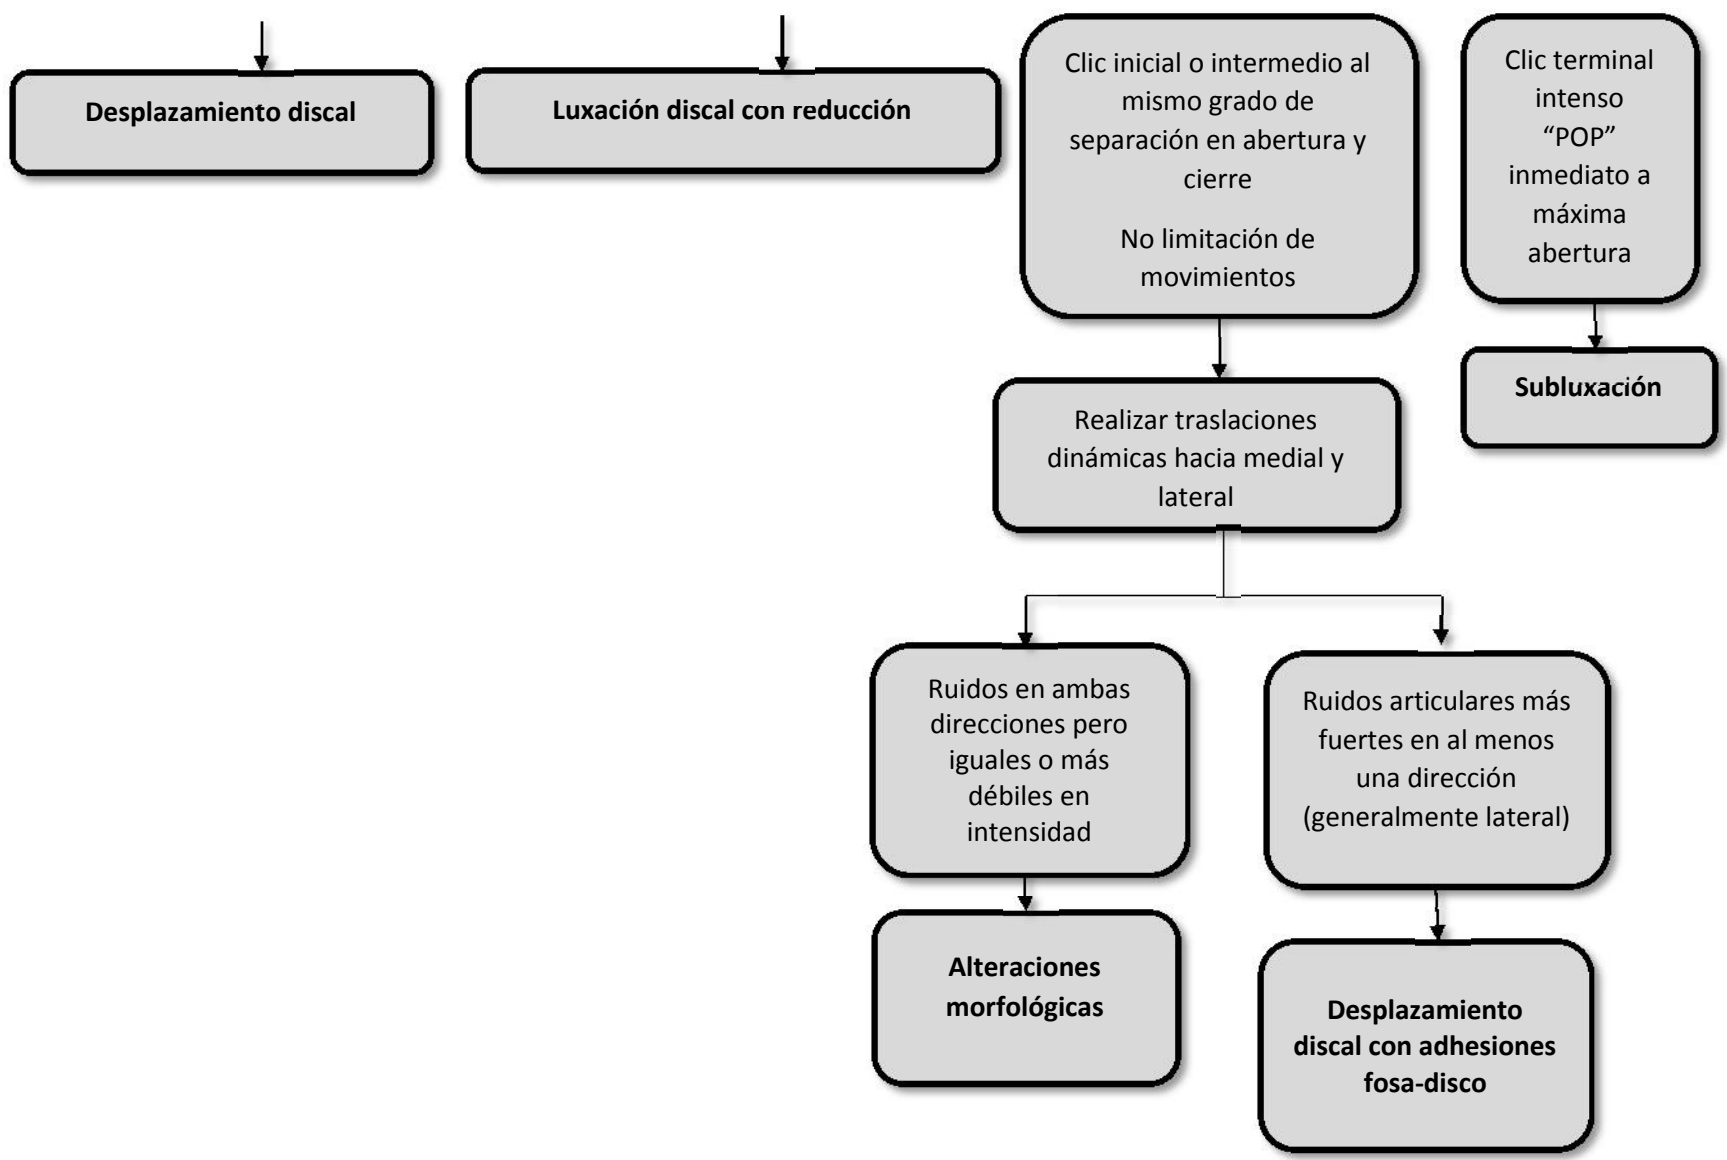 Desplazamiento discal
Luxación discal con reducción
Clic inicial o intermedio al
mismo grado de
separación en abertura y
cierre
No limitación de
movimientos
Clic terminal
intenso
“POP”
inmediato a
máxima
abertura
Subluxación
Realizar traslaciones
dinámicas hacia medial y
lateral
Ruidos en ambas
direcciones pero
iguales o más
débiles en
intensidad
Ruidos articulares más
fuertes en al menos
una dirección
(generalmente lateral)
Alteraciones
morfológicas
Desplazamiento
discal con adhesiones
fosa-disco